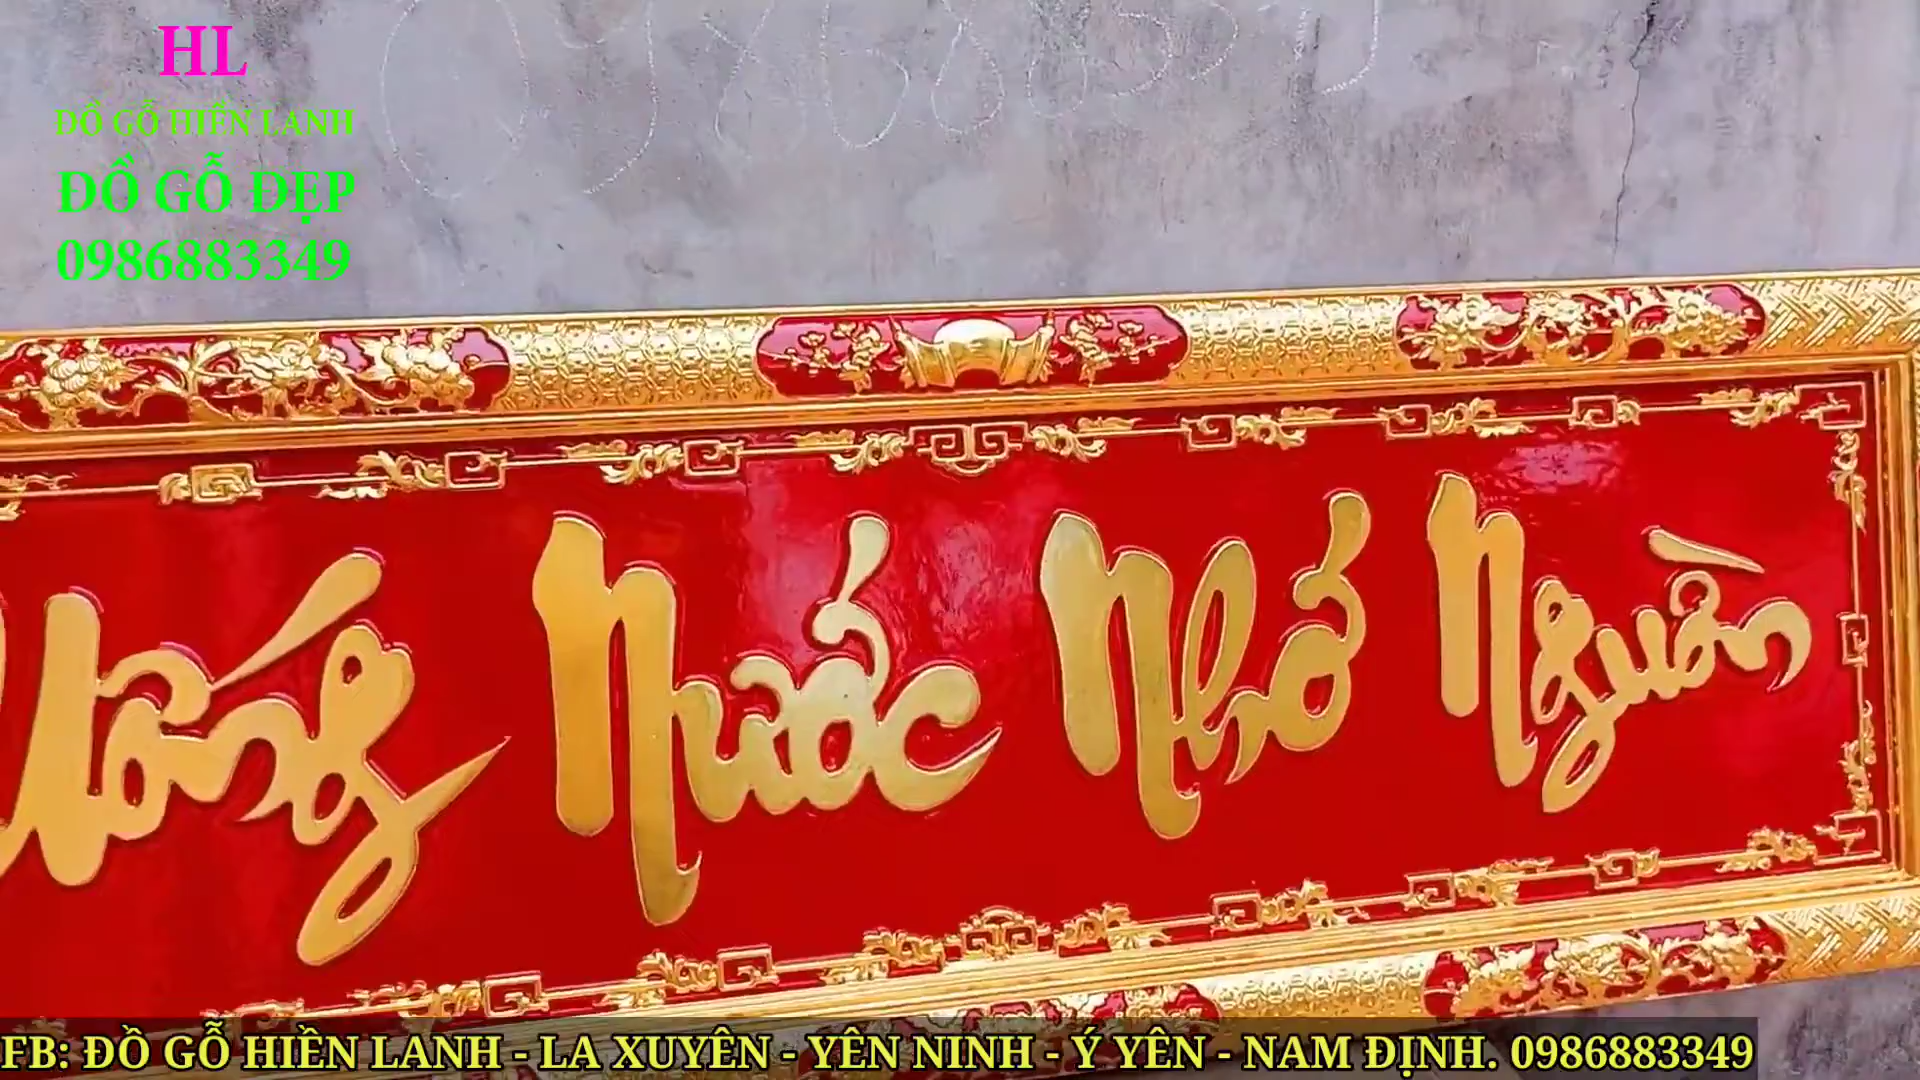 HL
ĐỒ GỖ HIỀN LANH
ĐỒ GỖ ĐẸP
0986883349
Uống Nước Nhớ Nguồn
FB: ĐỒ GỖ HIỀN LANH - LA XUYÊN - YÊN NINH - Ý YÊN - NAM ĐỊNH. 0986883349